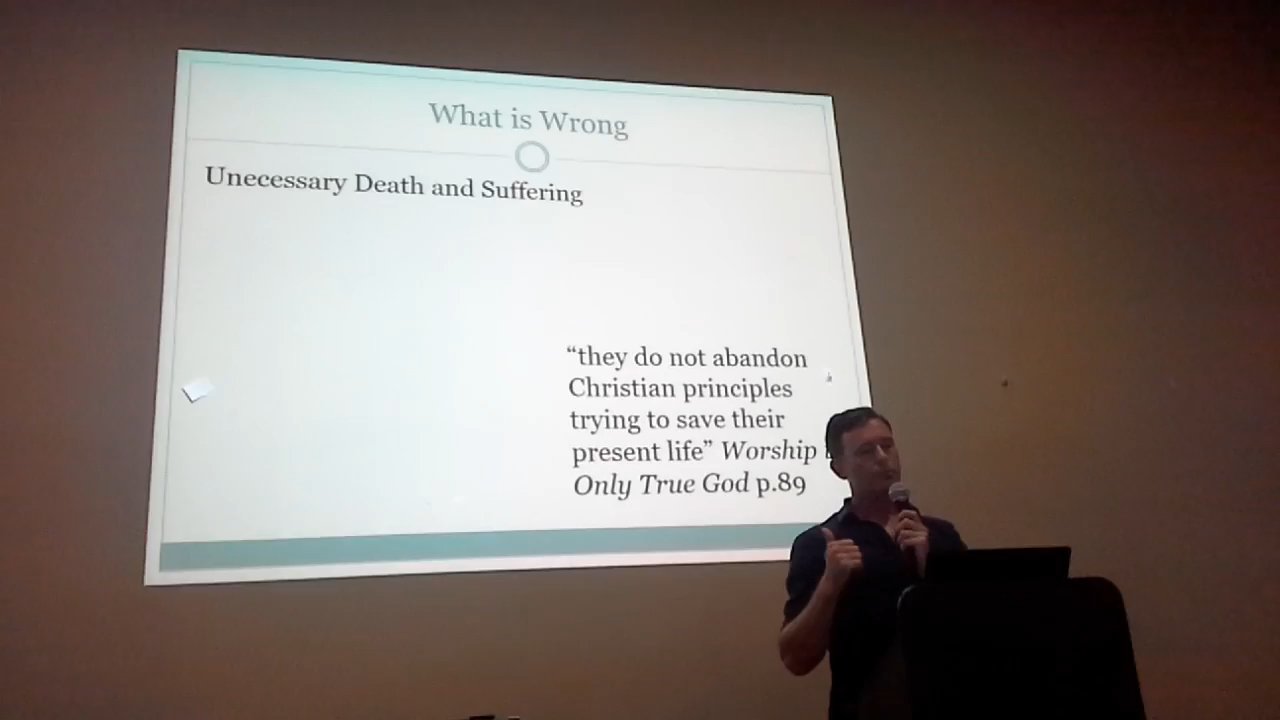 What is Wrong
Unecessary Death and Suffering
“they do not abandon
Christian principles
trying to save their
present life” Worship
Only True God p.89